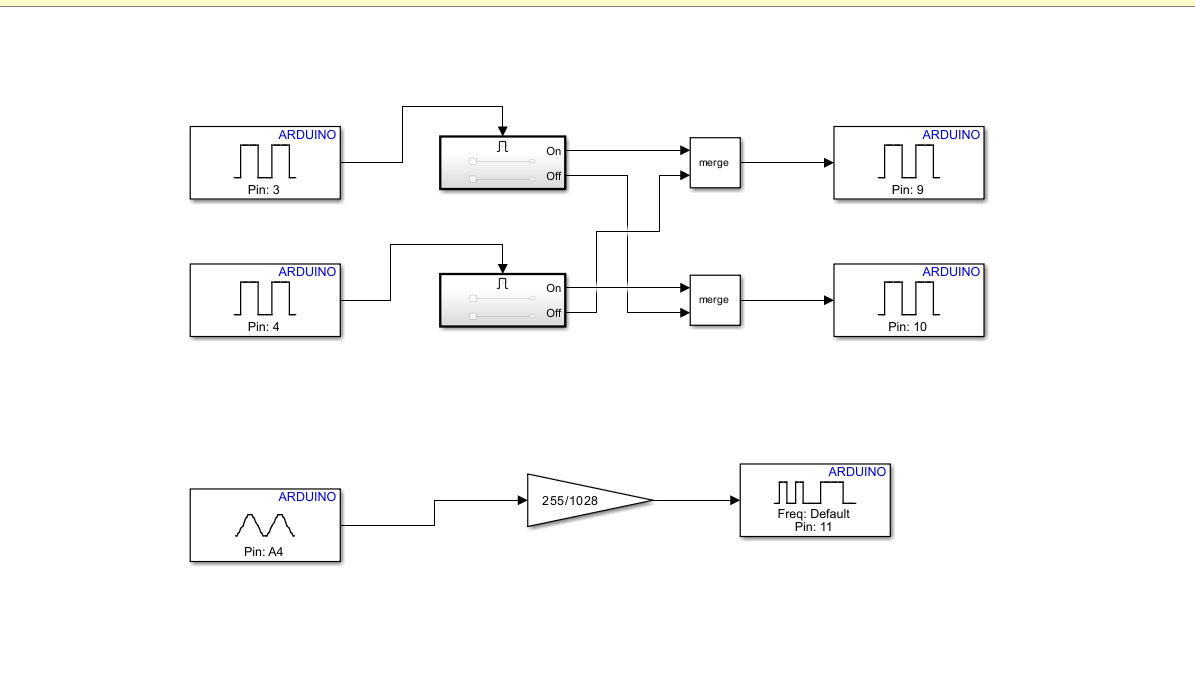 ARDUINO
Pin: 3
On
Off
merge
ARDUINO
Pin: 9
ARDUINO
Pin: 4
On
Off
merge
ARDUINO
Pin: 10
ARDUINO
Pin: A4
255/1028
ARDUINO
Freq: Default
Pin: 11